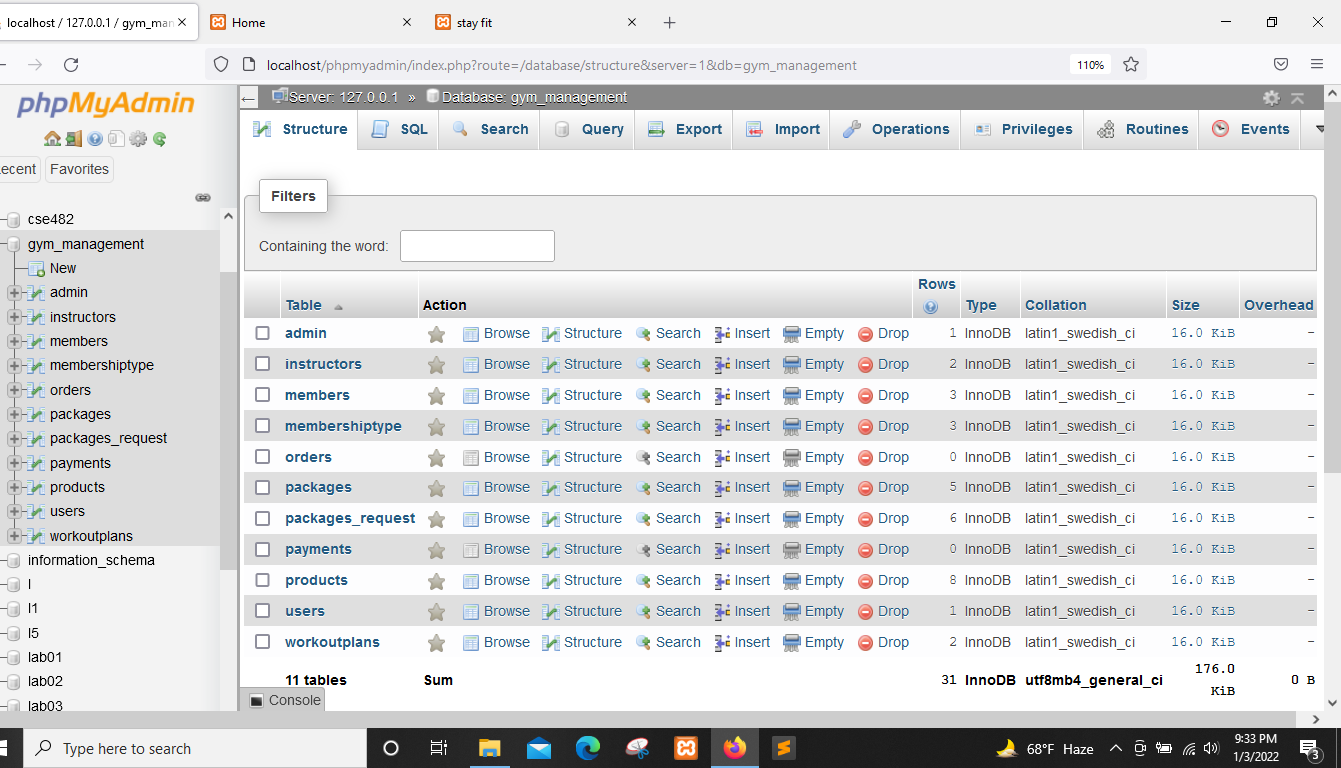 localhost / 127.0.0.1 / gym_man
Home
stay fit
localhost/phpmyadmin/index.php?route=/database/structure&server=1&db=gym_management
110%
phpMyAdmin
ecent
Favorites
cse482
gym_management
New
admin
instructors
members
membershiptype
orders
packages
packages_request
payments
products
users
workoutplans
information_schema
l
l1
l5
lab01
lab02
lab03
Server: 127.0.0.1 » Database: gym_management
Structure SQL Search Query Export Import Operations Privileges Routines Events
Filters
Containing the word:
Table Action Rows Type Collation Size Overhead
admin Browse Structure Search Insert Empty Drop 1 InnoDB latin1_swedish_ci 16.0 KiB -
instructors Browse Structure Search Insert Empty Drop 2 InnoDB latin1_swedish_ci 16.0 KiB -
members Browse Structure Search Insert Empty Drop 3 InnoDB latin1_swedish_ci 16.0 KiB -
membershiptype Browse Structure Search Insert Empty Drop 3 InnoDB latin1_swedish_ci 16.0 KiB -
orders Browse Structure Search Insert Empty Drop 0 InnoDB latin1_swedish_ci 16.0 KiB -
packages Browse Structure Search Insert Empty Drop 5 InnoDB latin1_swedish_ci 16.0 KiB -
packages_request Browse Structure Search Insert Empty Drop 6 InnoDB latin1_swedish_ci 16.0 KiB -
payments Browse Structure Search Insert Empty Drop 0 InnoDB latin1_swedish_ci 16.0 KiB -
products Browse Structure Search Insert Empty Drop 8 InnoDB latin1_swedish_ci 16.0 KiB -
users Browse Structure Search Insert Empty Drop 1 InnoDB latin1_swedish_ci 16.0 KiB -
workoutplans Browse Structure Search Insert Empty Drop 2 InnoDB latin1_swedish_ci 16.0 KiB -
11 tables Sum 31 InnoDB utf8mb4_general_ci 176.0 KiB 0 B
Console
Type here to search
68°F Haze
9:33 PM
1/3/2022
3